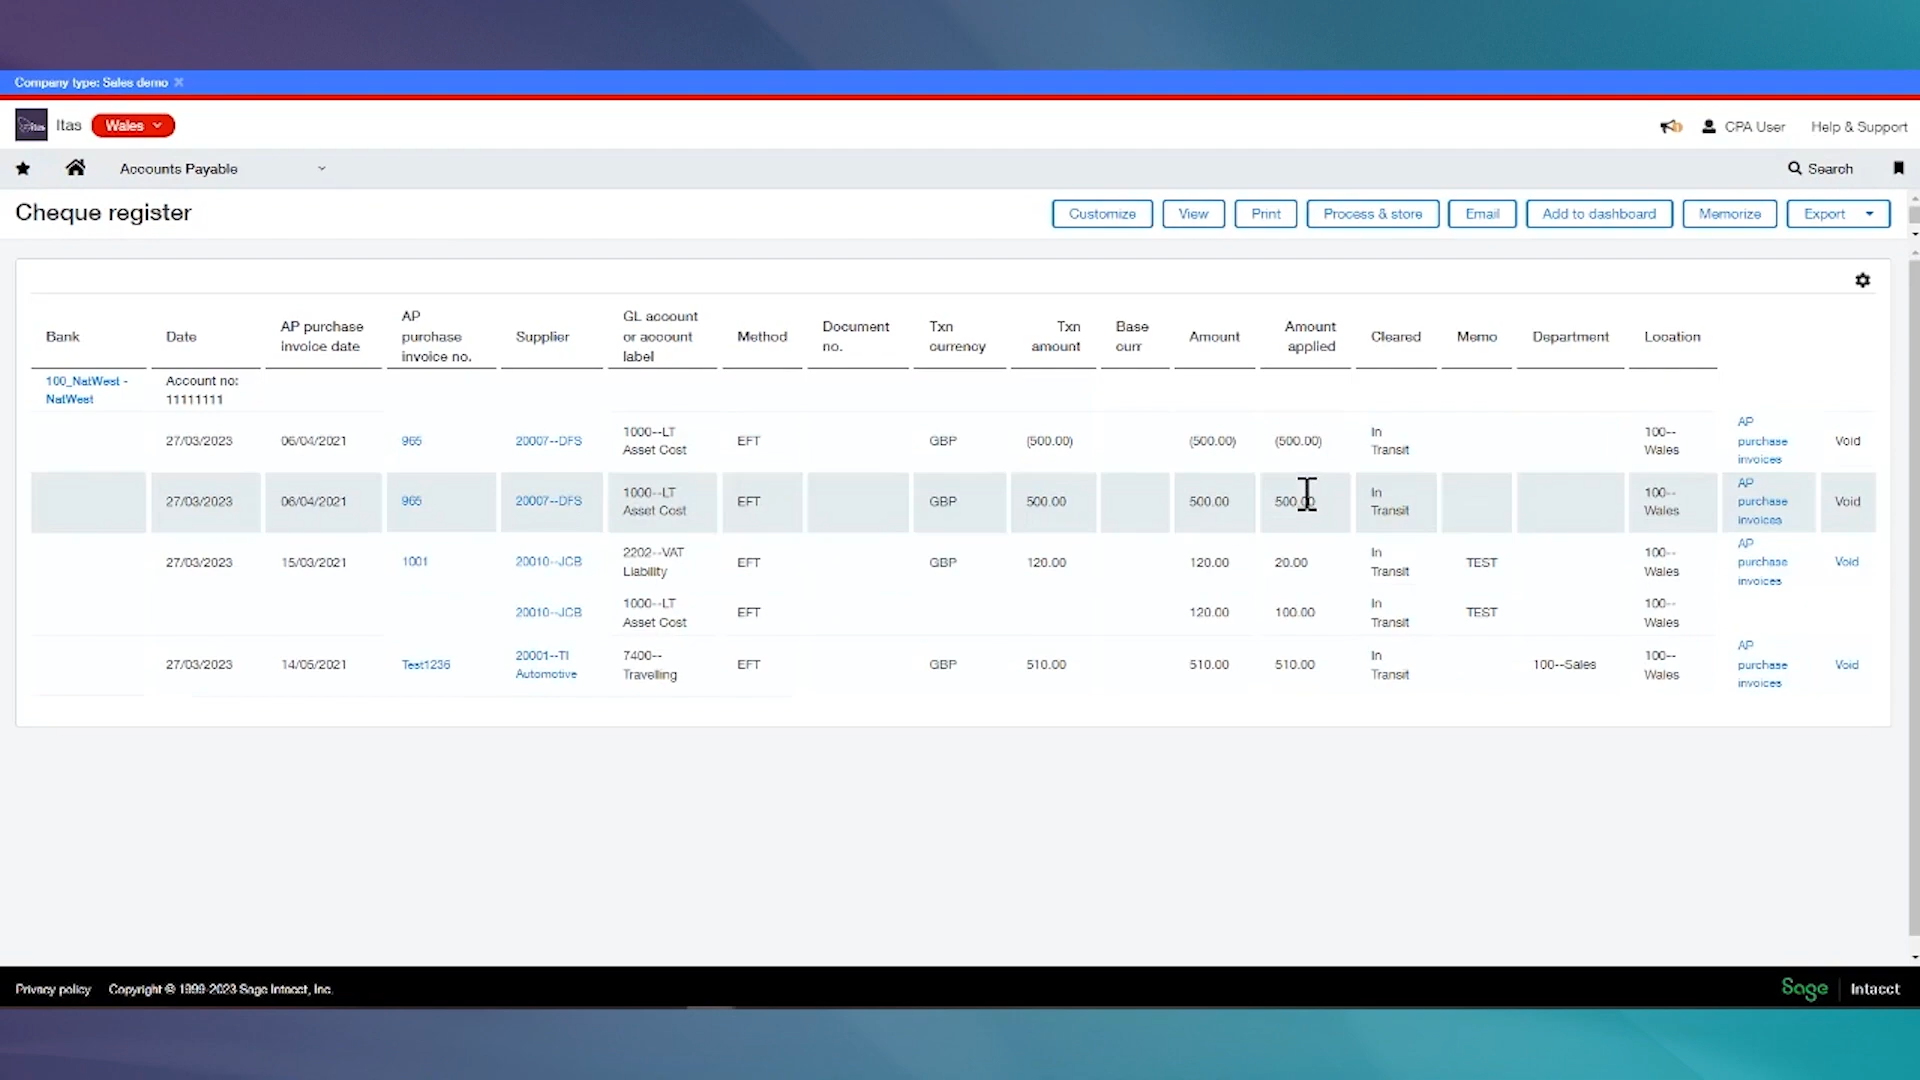 Company type: Sales demo ×
itas Itas Wales CPA User Help & Support
Accounts Payable Search
Cheque register Customize View Print Process & store Email Add to dashboard Memorize Export
Bank Date AP purchase invoice date AP purchase invoice no. Supplier GL account or account label Method Document no. Txn currency Txn amount Base curr Amount Amount applied Cleared Memo Department Location
100_NatWest - NatWest Account no: 11111111
27/03/2023 06/04/2021 965 20007--DFS 1000--LT Asset Cost EFT GBP (500.00) (500.00) (500.00) In Transit 100--Wales AP purchase invoices Void
27/03/2023 06/04/2021 965 20007--DFS 1000--LT Asset Cost EFT GBP 500.00 500.00 500.00 In Transit 100--Wales AP purchase invoices Void
27/03/2023 15/03/2021 1001 20010--JCB 2202--VAT Liability EFT GBP 120.00 120.00 20.00 In Transit TEST 100--Wales AP purchase invoices Void
20010--JCB 1000--LT Asset Cost EFT 120.00 100.00 In Transit TEST 100--Wales
27/03/2023 14/05/2021 Test1236 20001--TI Automotive 7400--Travelling EFT GBP 510.00 510.00 510.00 In Transit 100--Sales 100--Wales AP purchase invoices Void
Privacy policy Copyright © 1999-2023 Sage Intacct, Inc. Sage Intacct